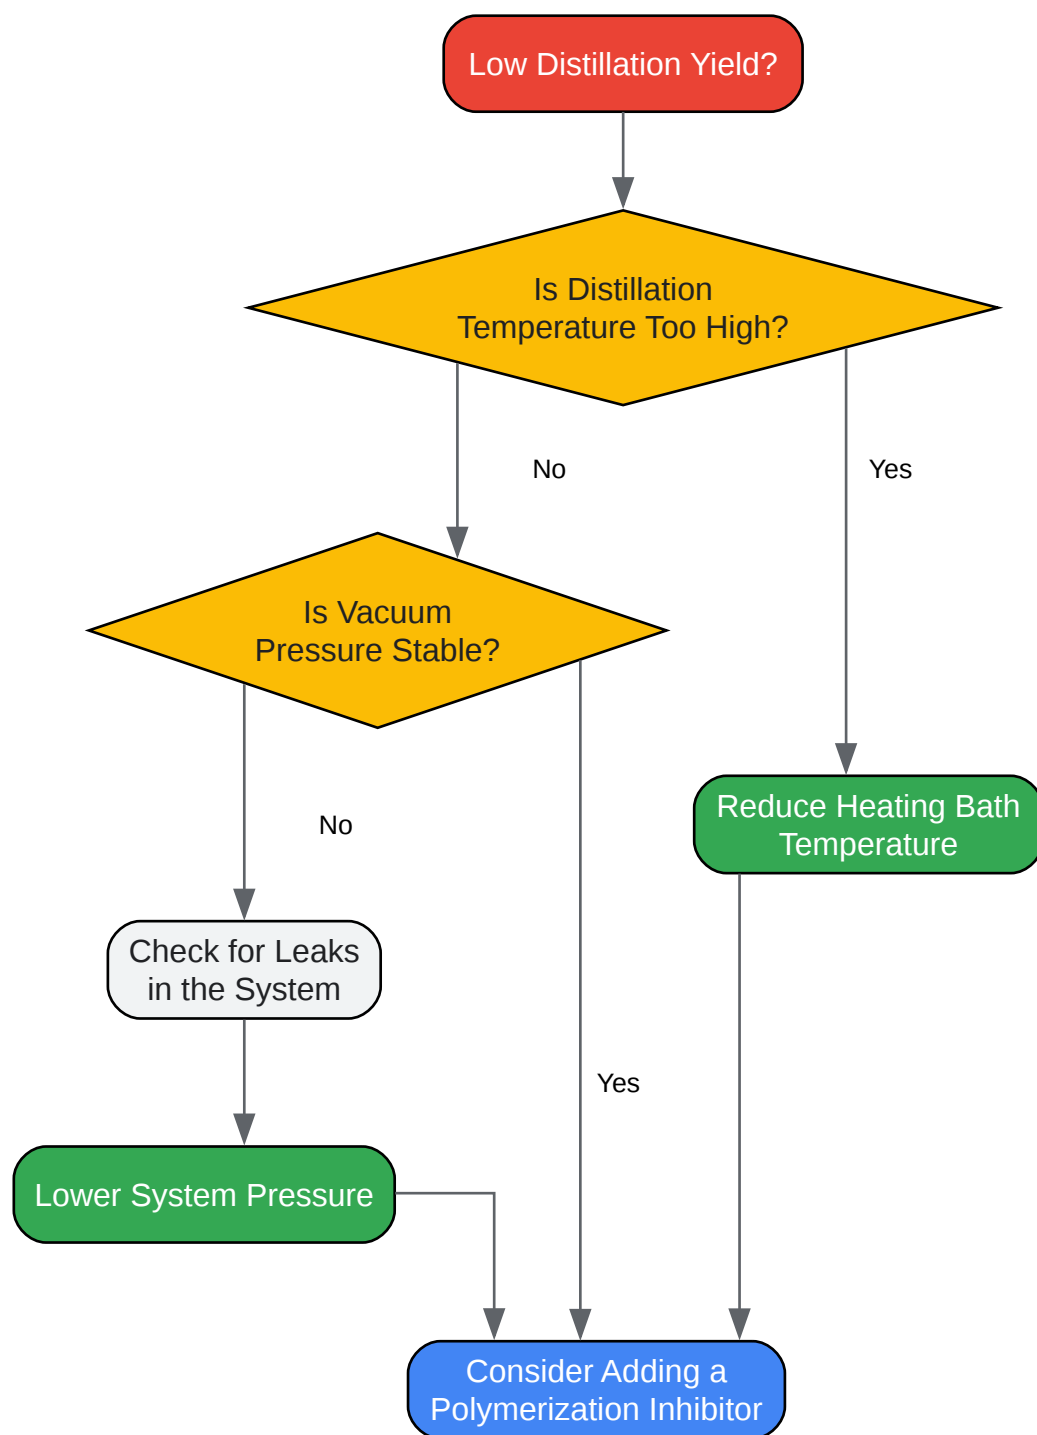 Low Distillation Yield?
Is Distillation
Temperature Too High?
No
Yes
Is Vacuum
Pressure Stable?
Reduce Heating Bath
Temperature
No
Check for Leaks
in the System
Yes
Lower System Pressure
Consider Adding a
Polymerization Inhibitor